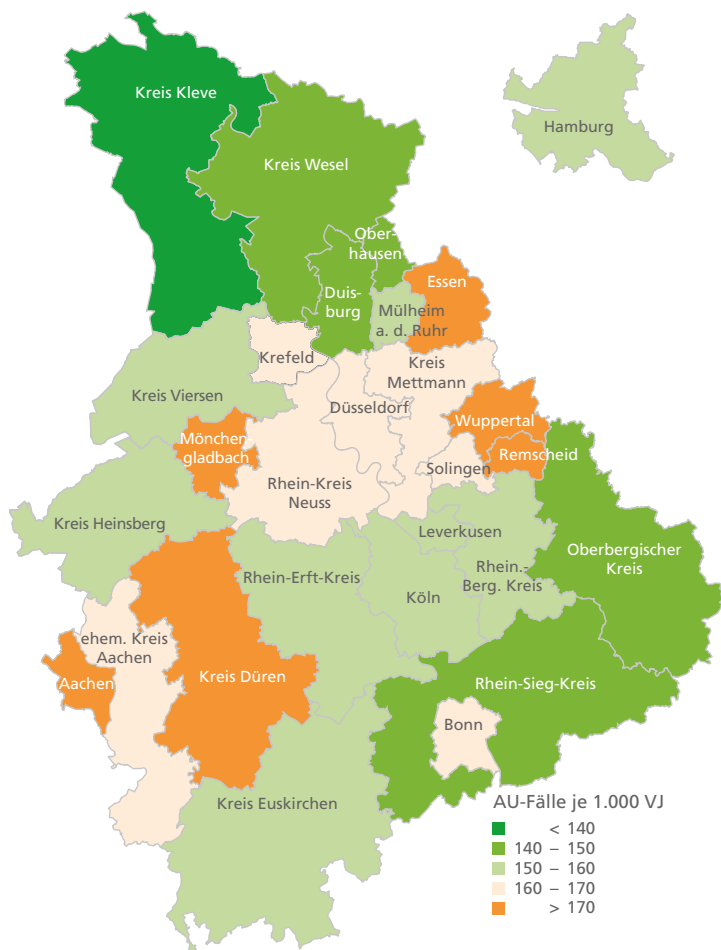 Kreis Kleve
Hamburg
Kreis Wesel
Ober-
hausen
Essen
Duis-
burg
Mülheim
a. d. Ruhr
Krefeld
Kreis
Mettmann
Kreis Viersen
Düsseldorf
Wuppertal
Mönchen-
gladbach
Remscheid
Solingen
Rhein-Kreis
Neuss
Kreis Heinsberg
Leverkusen
Oberbergischer
Kreis
Rhein-Erft-Kreis
Rhein.-
Berg. Kreis
Köln
ehem. Kreis
Aachen
Aachen
Kreis Düren
Rhein-Sieg-Kreis
Bonn
Kreis Euskirchen
AU-Fälle je 1.000 VJ
< 140
140 – 150
150 – 160
160 – 170
> 170